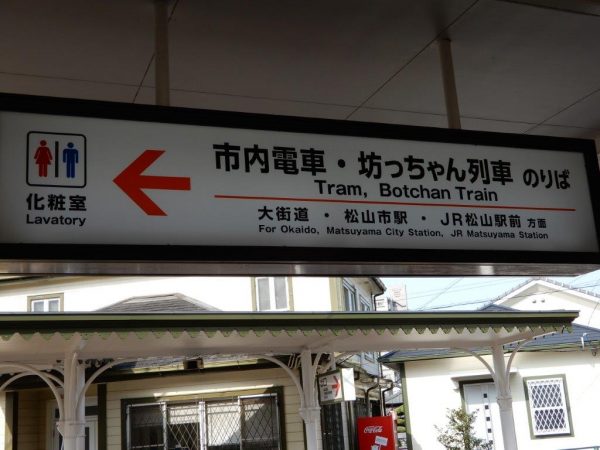 市内電車・坊っちゃん列車 のりば
Tram, Botchan Train
大街道・松山市駅・JR松山駅前 方面
For Okaido, Matsuyama City Station, JR Matsuyama Station
化粧室
Lavatory
Coca-Cola